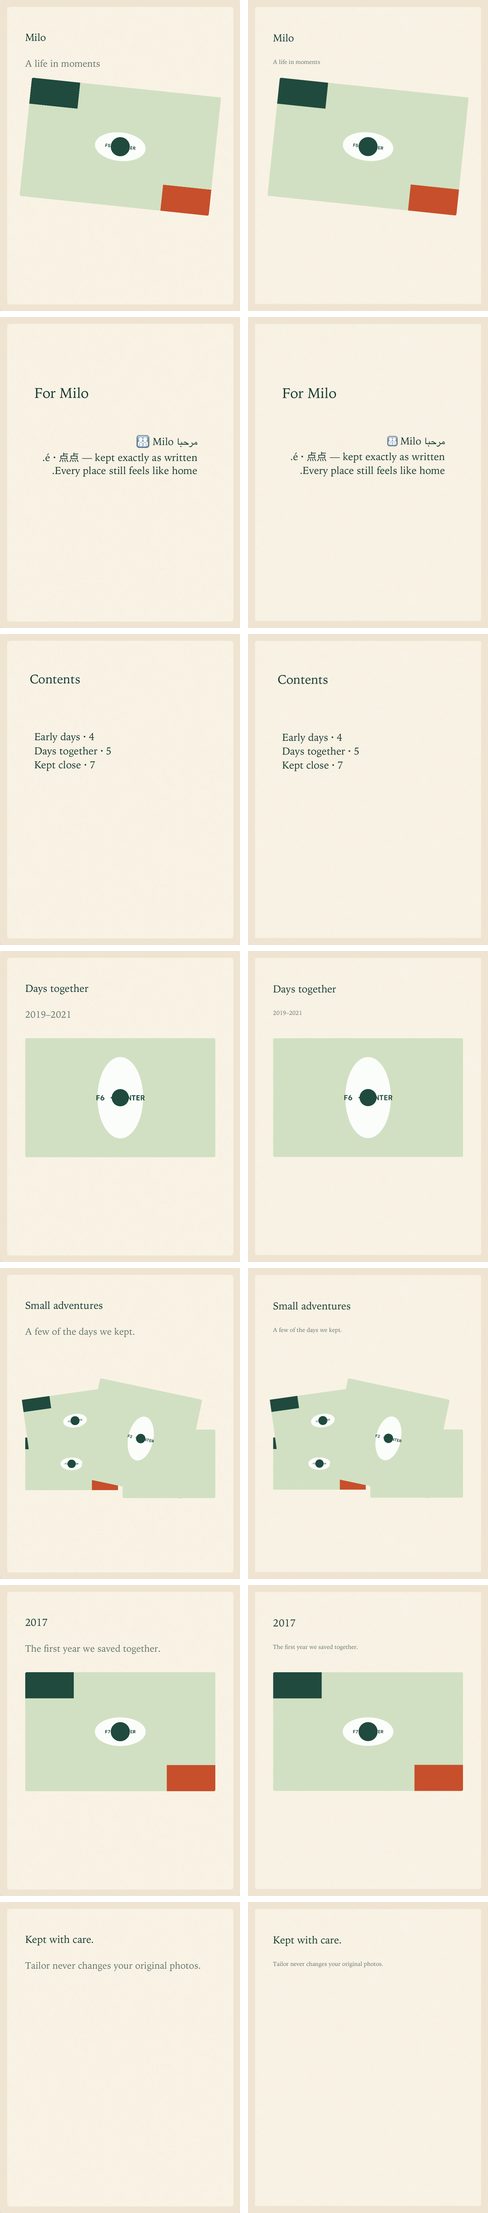 Milo
A life in moments
Milo
A life in moments
For Milo
مرحبا Milo
é · 点点 — kept exactly as written.
Every place still feels like home.
For Milo
مرحبا Milo
é · 点点 — kept exactly as written.
Every place still feels like home.
Contents
Early days · 4
Days together · 5
Kept close · 7
Contents
Early days · 4
Days together · 5
Kept close · 7
Days together
2019–2021
F6
NTER
Days together
2019–2021
F6
NTER
Small adventures
A few of the days we kept.
Small adventures
A few of the days we kept.
2017
The first year we saved together.
2017
The first year we saved together.
Kept with care.
Tailor never changes your original photos.
Kept with care.
Tailor never changes your original photos.